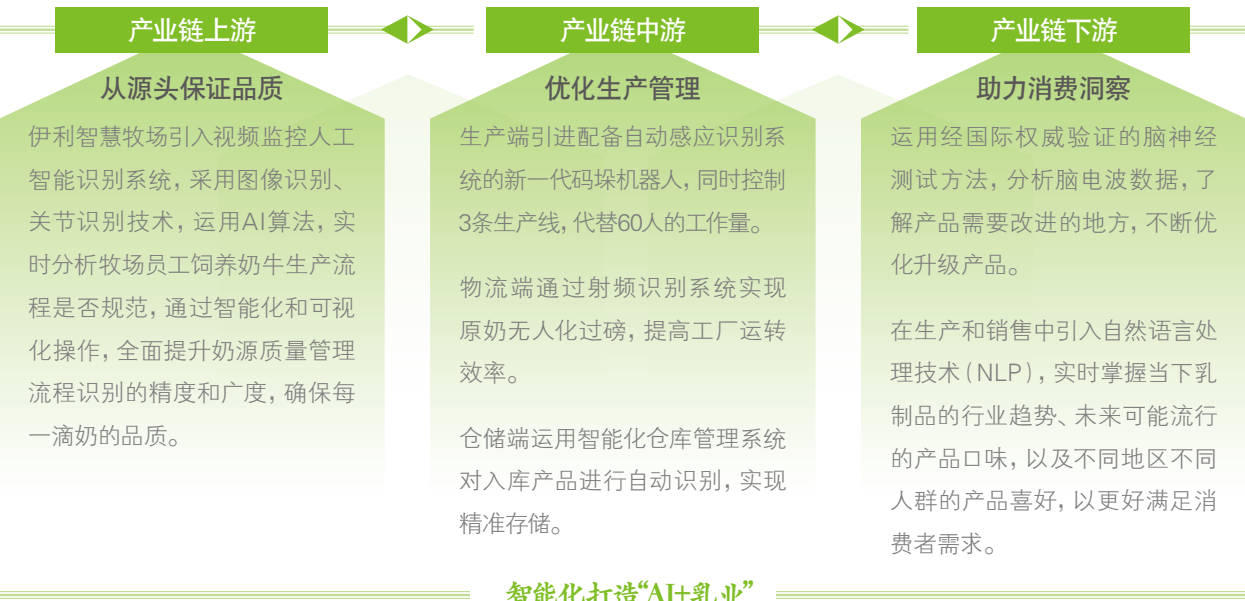 产业链上游
从源头保证品质
伊利智慧牧场引入视频监控人工
智能识别系统，采用图像识别、
关节识别技术，运用AI算法，实
时分析牧场员工饲养奶牛生产流
程是否规范，通过智能化和可视
化操作，全面提升奶源质量管理
流程识别的精度和广度，确保每
一滴奶的品质。
产业链中游
优化生产管理
生产端引进配备自动感应识别系
统的新一代码垛机器人，同时控制
3条生产线，代替60人的工作量。
物流端通过射频识别系统实现
原奶无人化过磅，提高工厂运转
效率。
仓储端运用智能化仓库管理系统
对入库产品进行自动识别，实现
精准存储。
产业链下游
助力消费洞察
运用经国际权威验证的脑神经
测试方法，分析脑电波数据，了
解产品需要改进的地方，不断优
化升级产品。
在生产和销售中引入自然语言处
理技术（NLP），实时掌握当下乳
制品的行业趋势、未来可能流行
的产品口味，以及不同地区不同
人群的产品喜好，以更好满足消
费者需求。
智能化打造“AI+乳业”